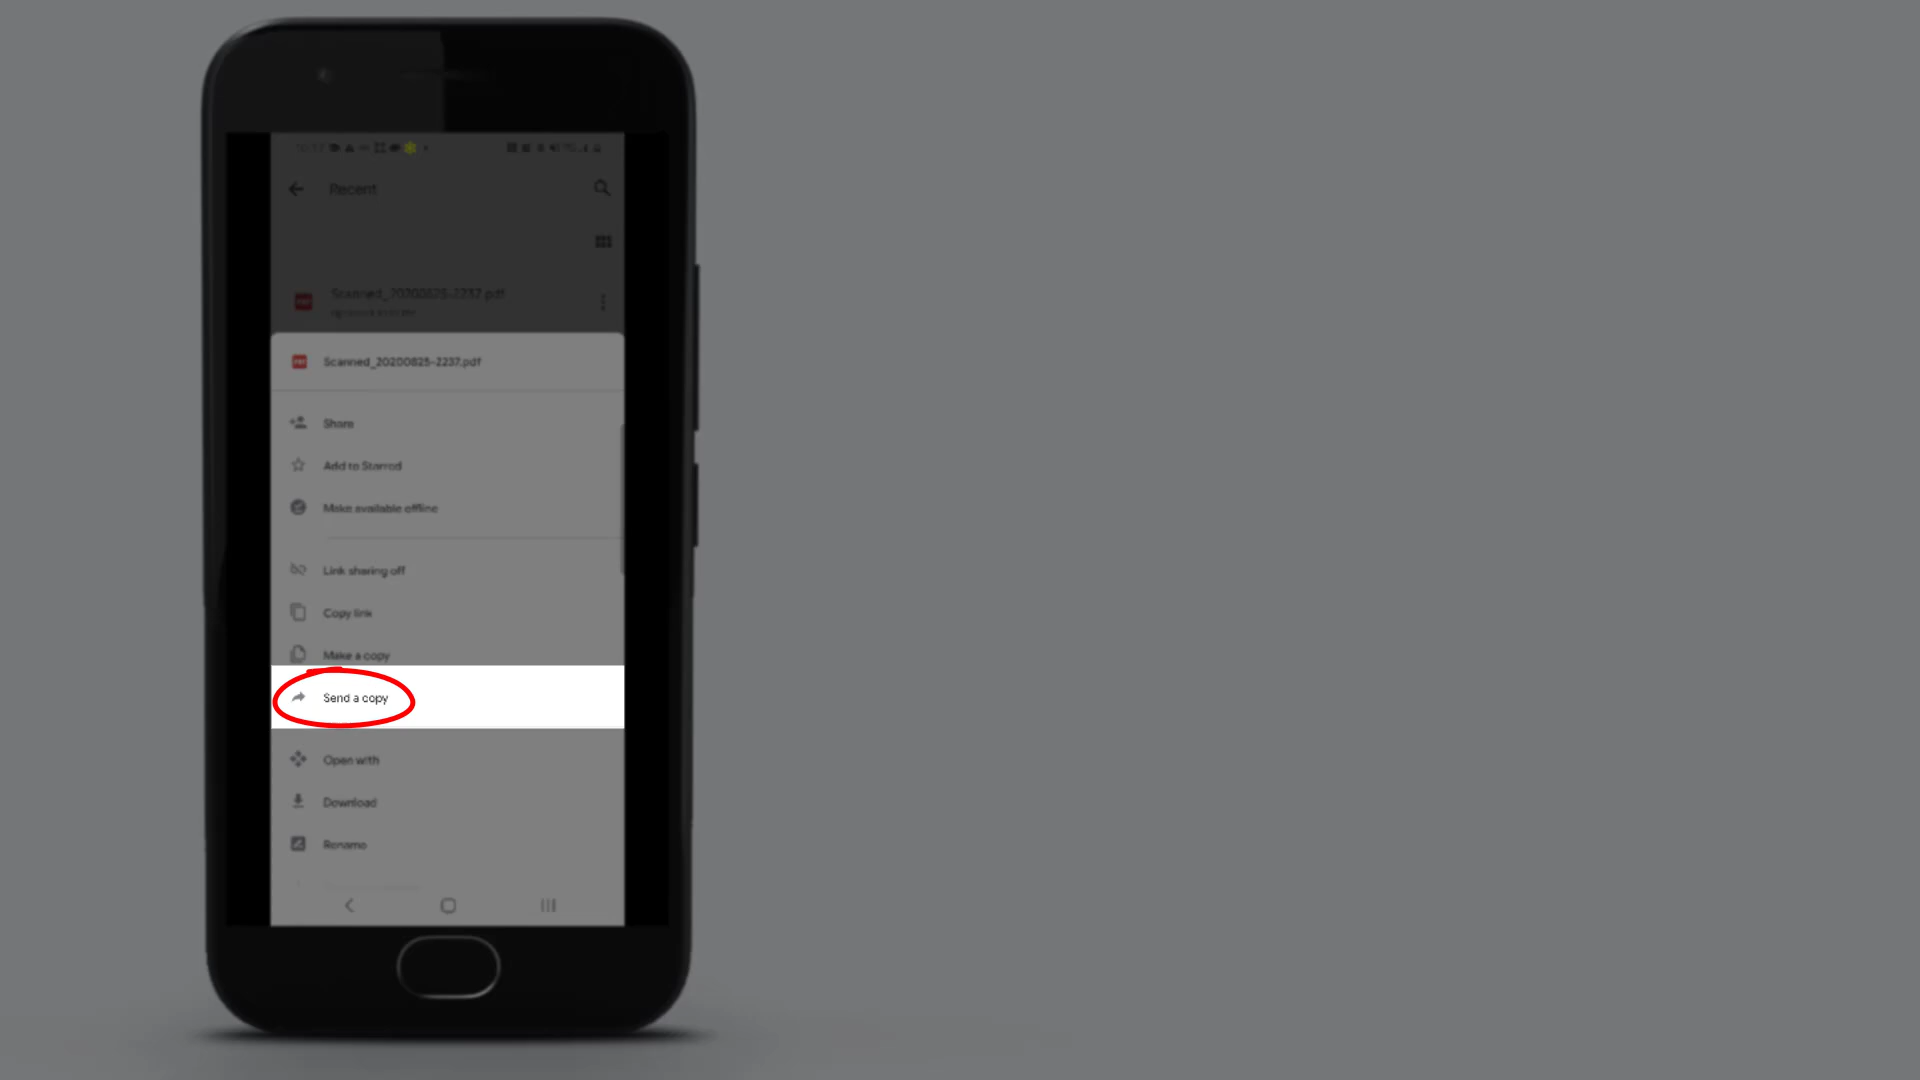 Recent
Scanned_20200825-2237.pdf
Scanned_20200825-2237.pdf
Share
Add to Starred
Make available offline
Link sharing off
Copy link
Make a copy
Send a copy
Open with
Download
Rename